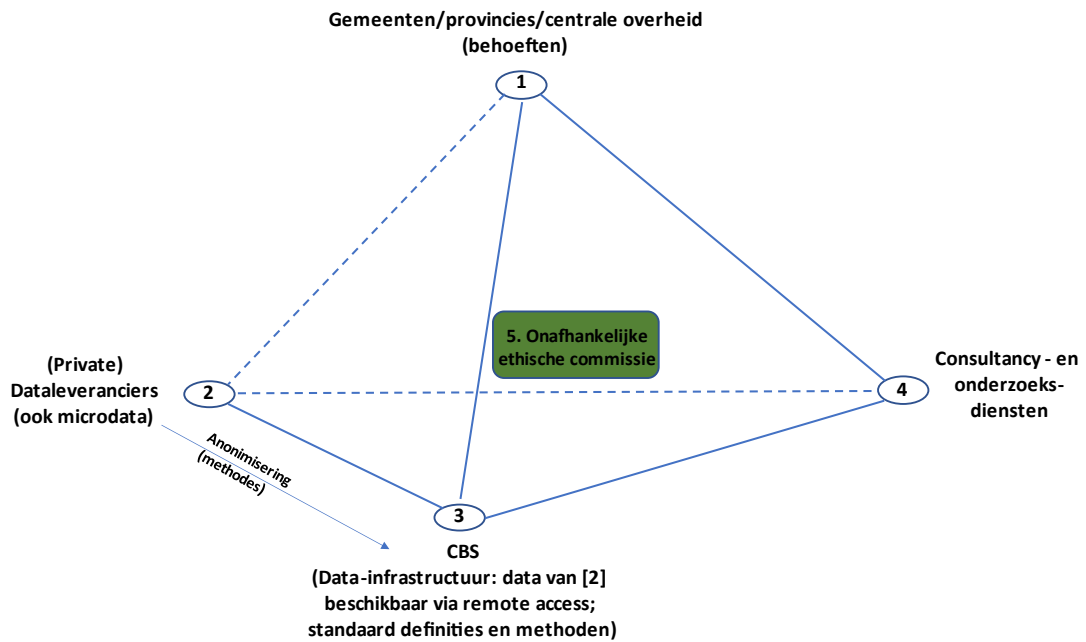 Gemeenten/provincies/centrale overheid
(behoeften)
1
5. Onafhankelijke
ethische commissie
(Private)
Dataleveranciers
(ook microdata)
2
4
Consultancy - en
onderzoeks-
diensten
Anonimisering
(methodes)
3
CBS
(Data-infrastructuur: data van [2]
beschikbaar via remote access;
standaard definities en methoden)